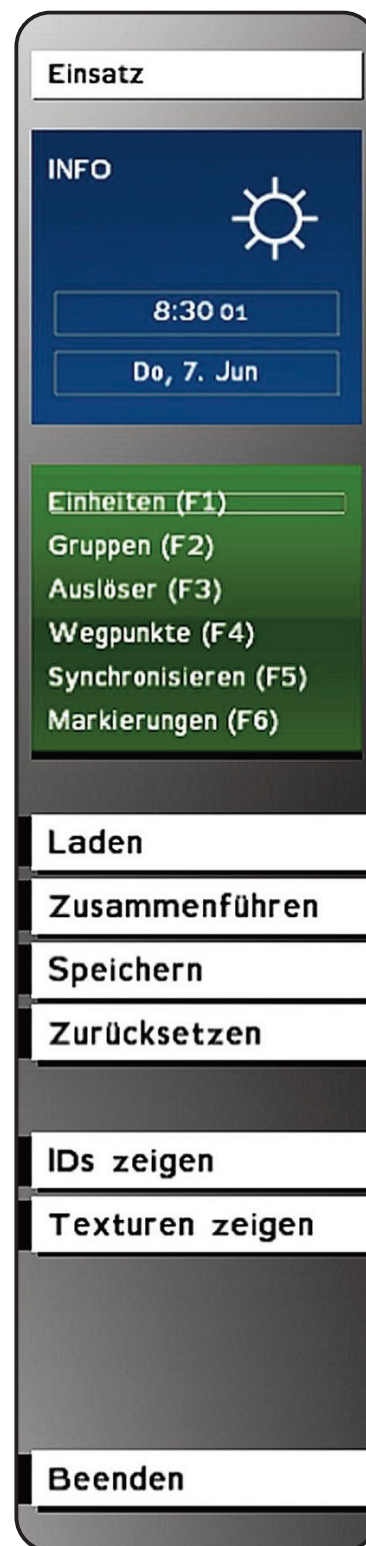 Einsatz
INFO
8:30 01
Do, 7. Jun
Einheiten (F1)
Gruppen (F2)
Auslöser (F3)
Wegpunkte (F4)
Synchronisieren (F5)
Markierungen (F6)
Laden
Zusammenführen
Speichern
Zurücksetzen
IDs zeigen
Texturen zeigen
Beenden